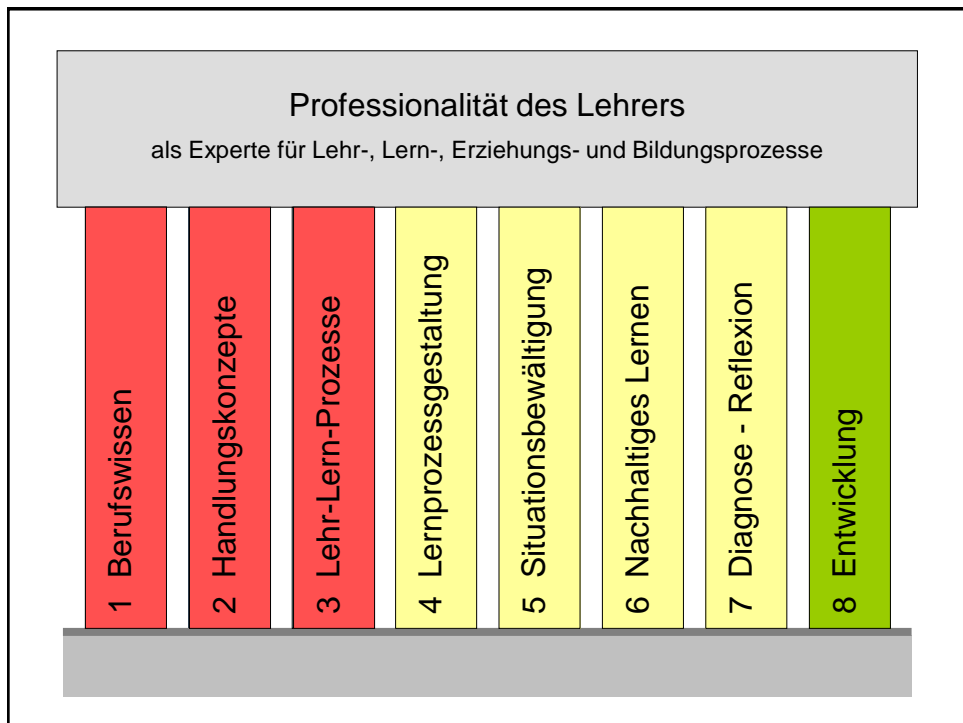 Professionalität des Lehrers
als Experte für Lehr-, Lern-, Erziehungs- und Bildungsprozesse
1 Berufswissen
2 Handlungskonzepte
3 Lehr-Lern-Prozesse
4 Lernprozessgestaltung
5 Situationsbewältigung
6 Nachhaltiges Lernen
7 Diagnose - Reflexion
8 Entwicklung